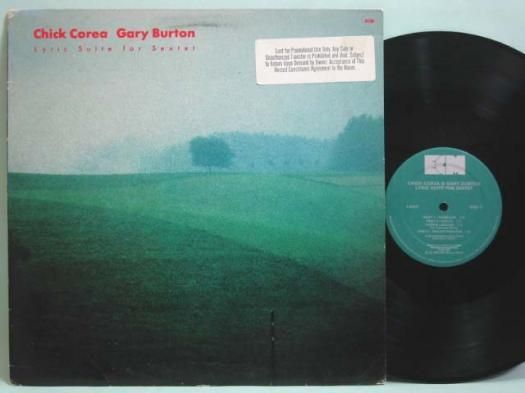 Chick Corea Gary Burton
ECM
Lyric Suite for Sextet
Lent for Promotional Use Only. Any Sale or
Unauthorized Transfer is Prohibited and Void. Subject
to Return Upon Demand by Owner. Acceptance of This
Record Constitutes Agreement to the Above.
ECM
CHICK COREA & GARY BURTON
LYRIC SUITE FOR SEXTET